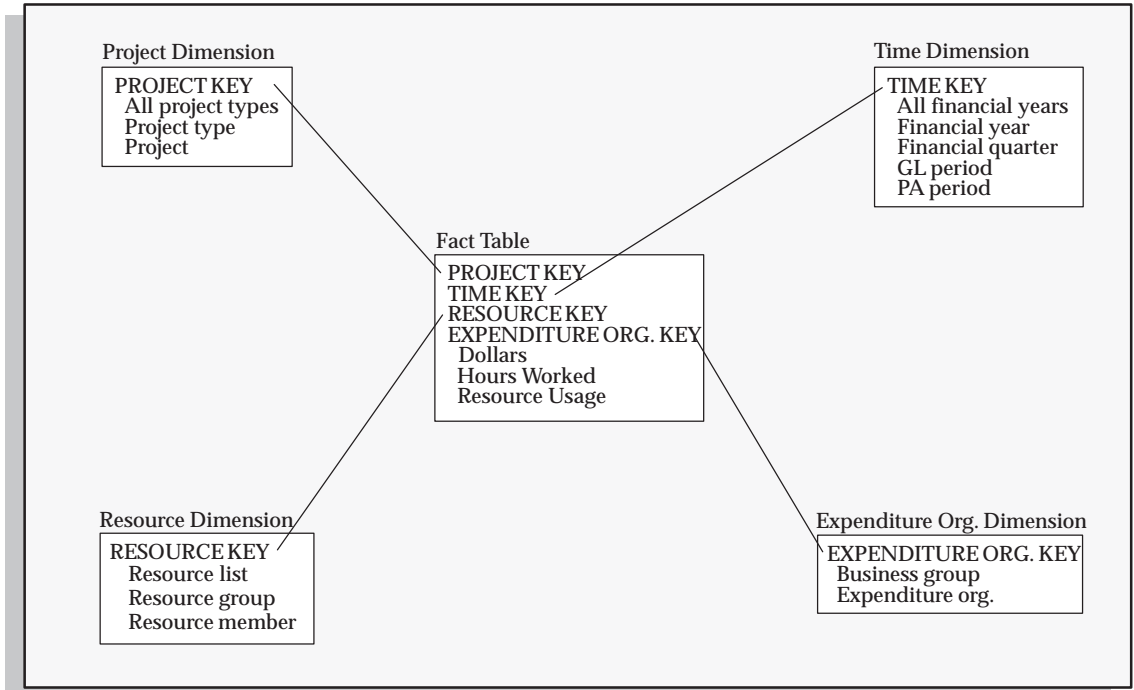 Project Dimension
PROJECT KEY
All project types
Project type
Project
Time Dimension
TIME KEY
All financial years
Financial year
Financial quarter
GL period
PA period
Fact Table
PROJECT KEY
TIME KEY
RESOURCE KEY
EXPENDITURE ORG. KEY
Dollars
Hours Worked
Resource Usage
Resource Dimension
RESOURCE KEY
Resource list
Resource group
Resource member
Expenditure Org. Dimension
EXPENDITURE ORG. KEY
Business group
Expenditure org.